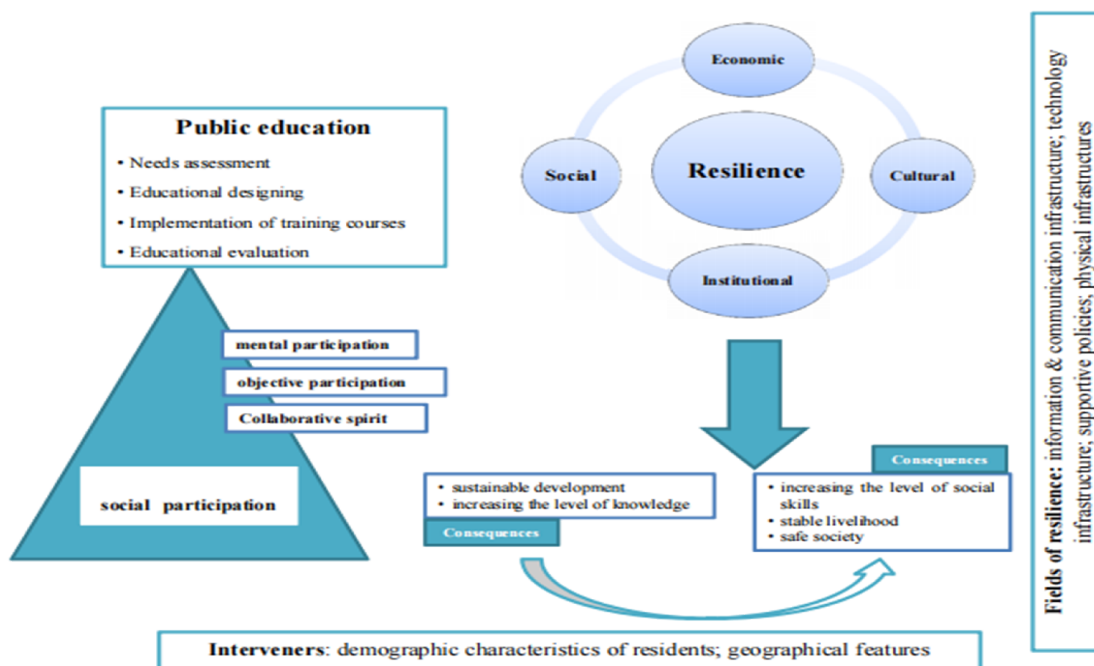 Public education
• Needs assessment
• Educational designing
• Implementation of training courses
• Educational evaluation
mental participation
objective participation
Collaborative spirit
social participation
Economic
Social
Resilience
Cultural
Institutional
• sustainable development
• increasing the level of knowledge
Consequences
Consequences
• increasing the level of social
skills
• stable livelihood
• safe society
Interveners: demographic characteristics of residents; geographical features
Fields of resilience: information & communication infrastructure; technology
infrastructure; supportive policies; physical infrastructures